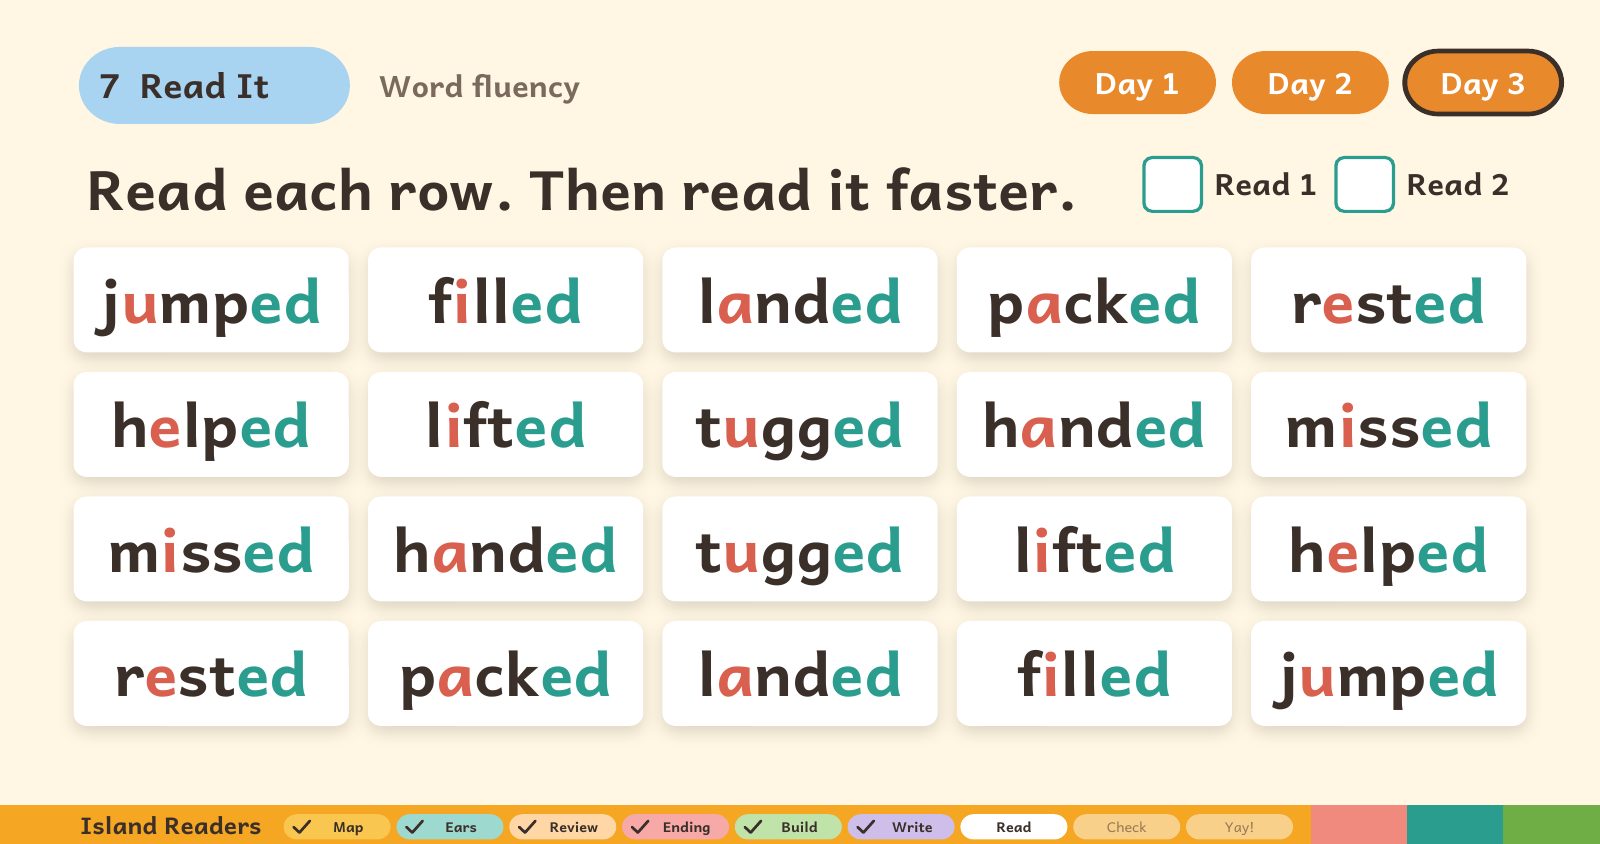 7 Read It Word fluency Day 1 Day 2 Day 3
Read each row. Then read it faster. Read 1 Read 2
jumped filled landed packed rested
helped lifted tugged handed missed
missed handed tugged lifted helped
rested packed landed filled jumped
Island Readers Map Ears Review Ending Build Write Read Check Yay!